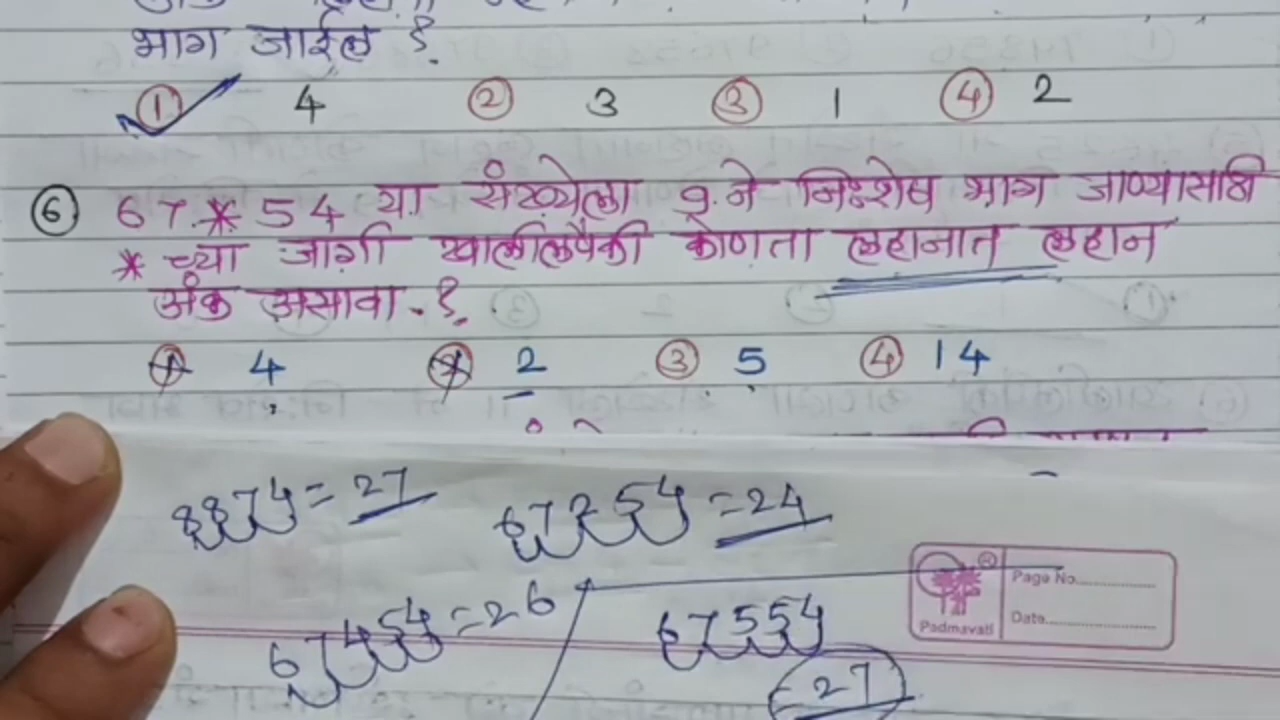 भाग जाईल ?
① 4 ② 3 ③ 1 ④ 2
⑥ 67*54 या संख्येला 9 ने निःशेष भाग जाण्यासाठी
* च्या जागी खालीलपैकी कोणता लहानात लहान
अंक असावा ?
① 4 ② 2 ③ 5 ④ 14
8874 = 27
67254 = 24
67454 = 26
67554
= 27
Page No.
Date
Padmavati